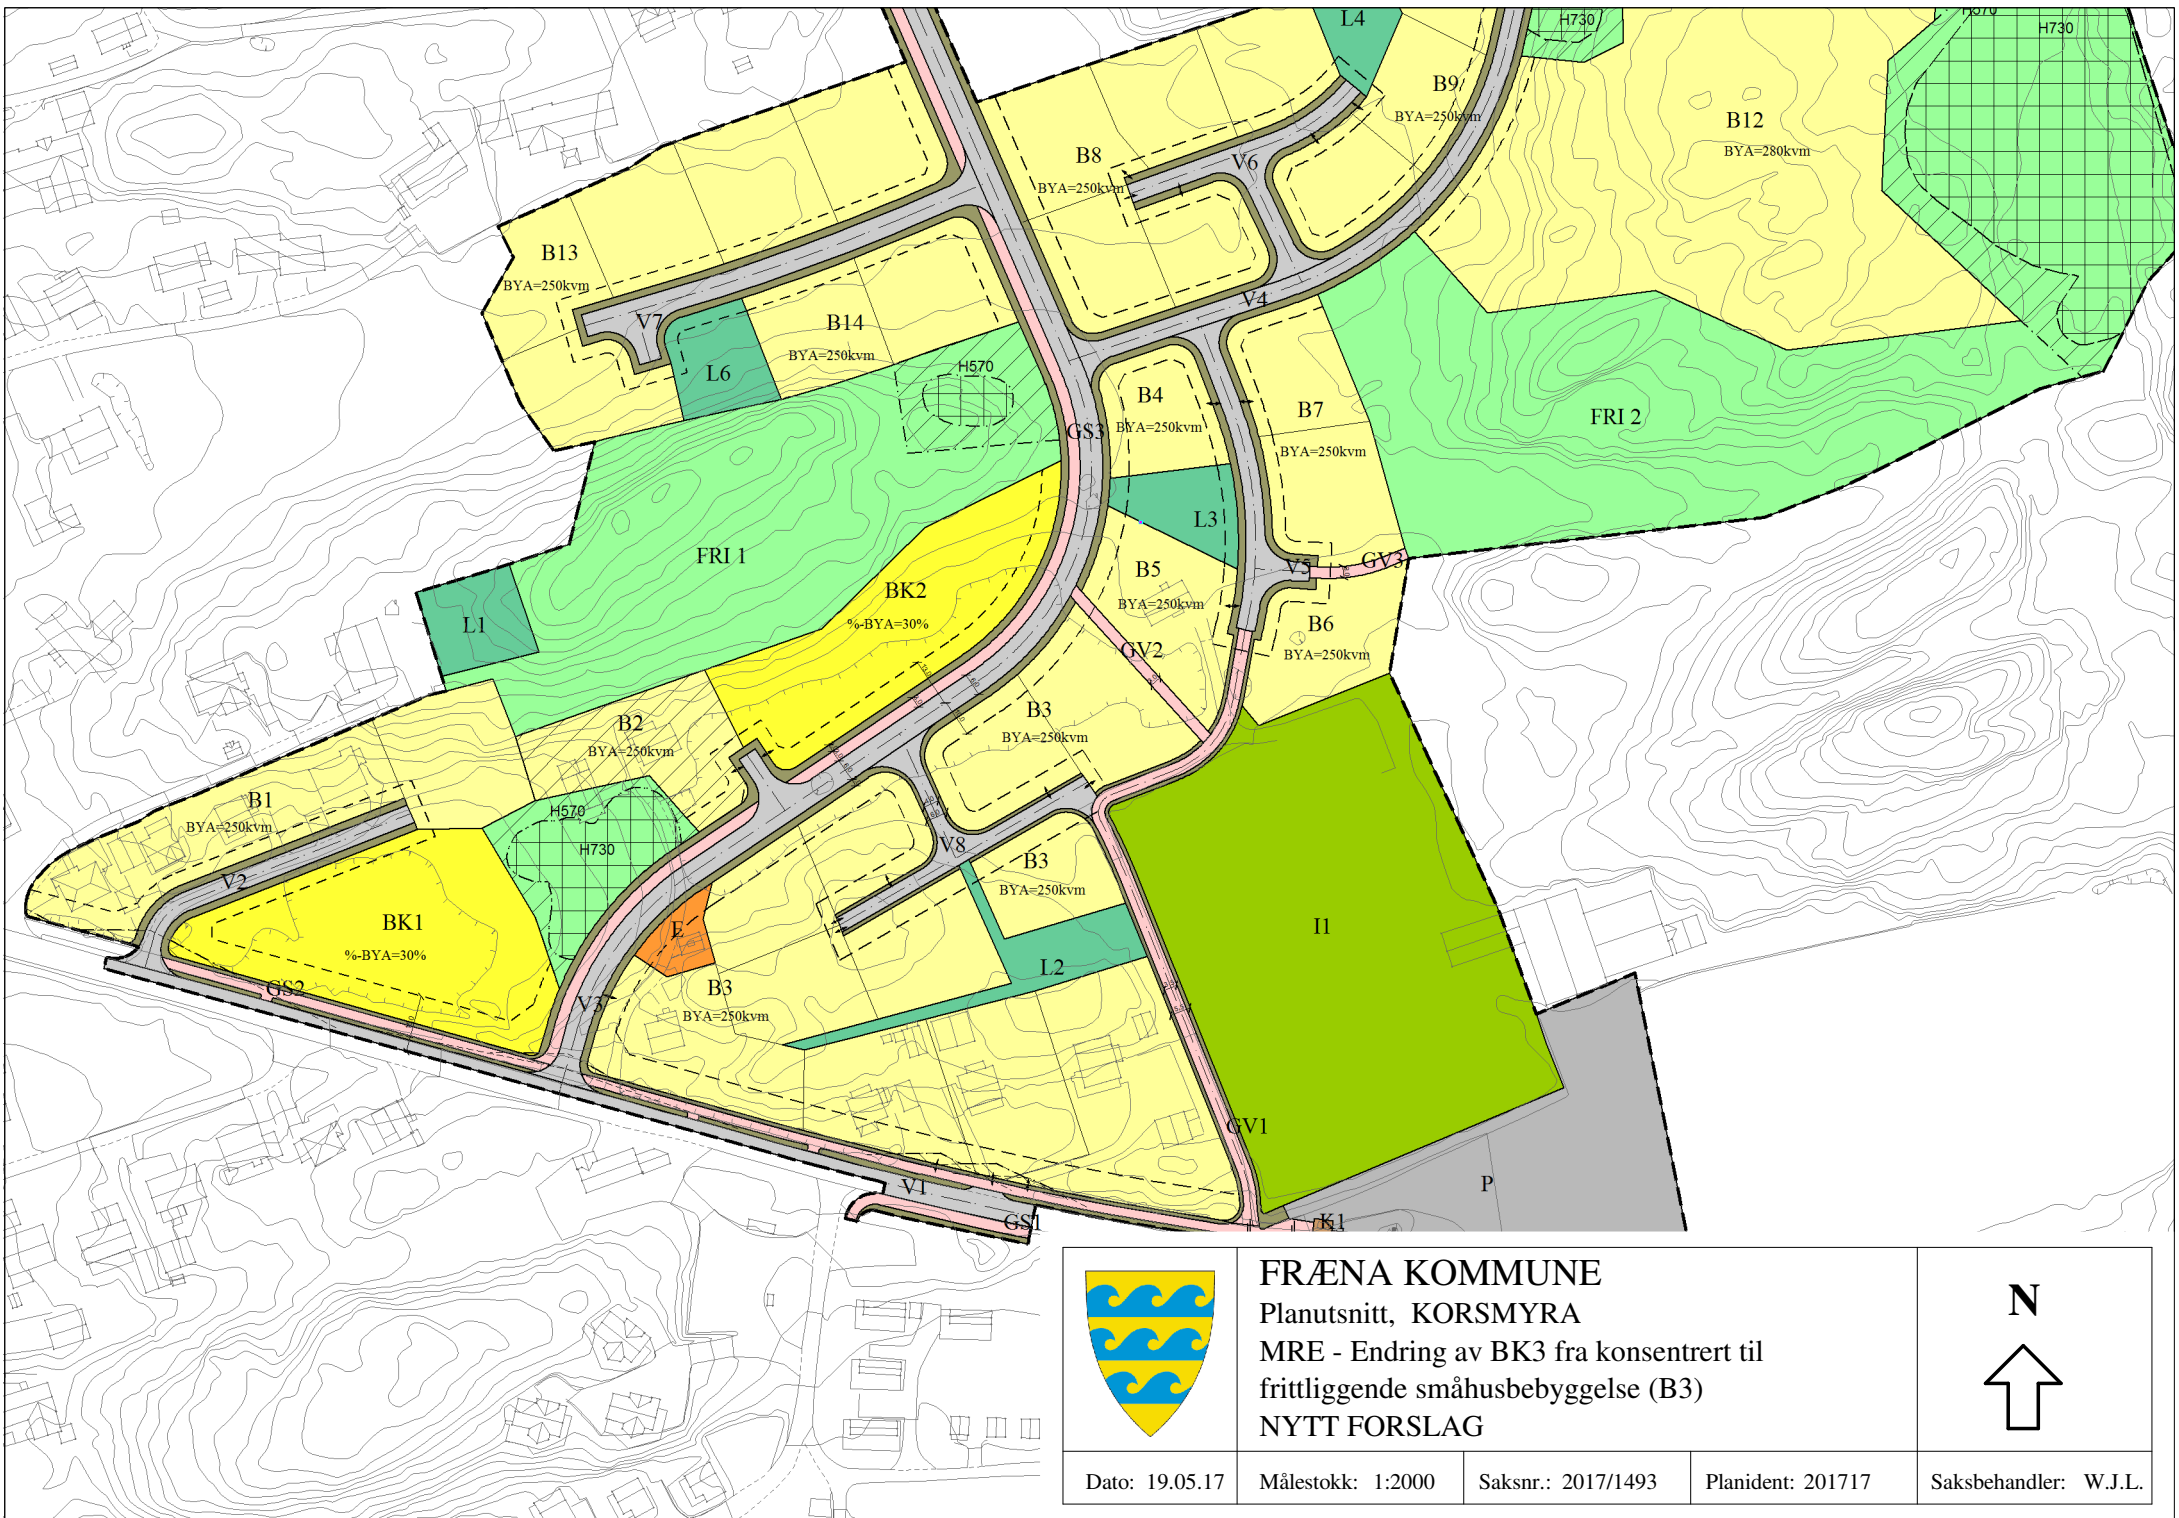 L4
H730
H570
H730
B9
BYA=250kvm
B12
BYA=280kvm
B8
BYA=250kvm
V6
B13
BYA=250kvm
V4
V7
B14
BYA=250kvm
L6
H570
B4
BYA=250kvm
B7
BYA=250kvm
FRI 2
GS3
L3
FRI 1
V5
GV3
B5
BYA=250kvm
BK2
%-BYA=30%
L1
B6
BYA=250kvm
GV2
B2
BYA=250kvm
B3
BYA=250kvm
B1
BYA=250kvm
H570
H730
V8
B3
BYA=250kvm
V2
BK1
%-BYA=30%
E
I1
L2
GS2
V3
B3
BYA=250kvm
GV1
V1
P
GS1
K1
FRÆNA KOMMUNE
Planutsnitt, KORSMYRA
MRE - Endring av BK3 fra konsentrert til
frittliggende småhusbebyggelse (B3)
NYTT FORSLAG
N
Dato: 19.05.17
Målestokk: 1:2000
Saksnr.: 2017/1493
Planident: 201717
Saksbehandler: W.J.L.